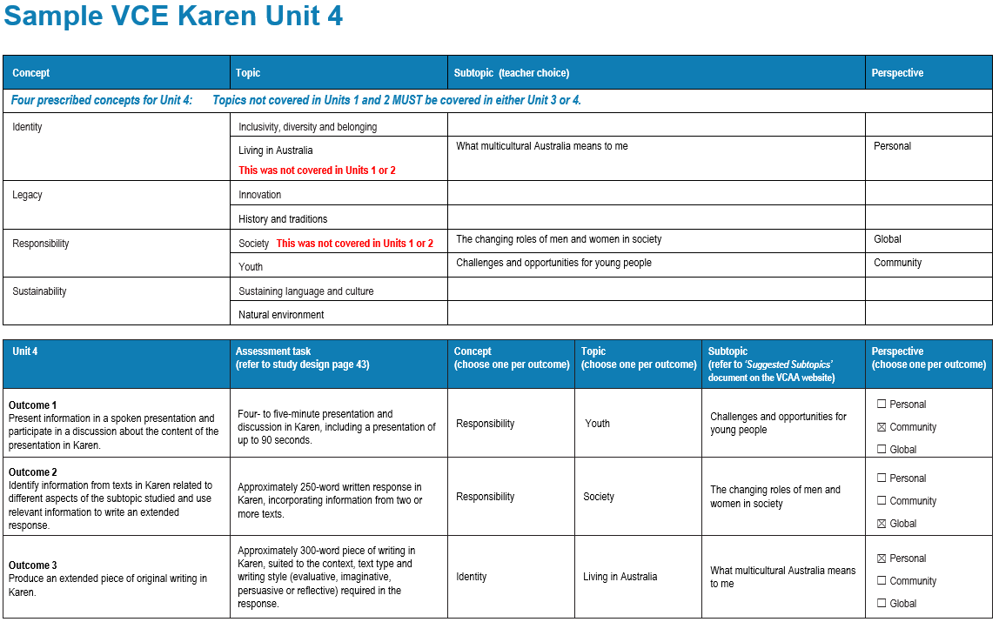 Sample VCE Karen Unit 4
Concept
Topic
Subtopic (teacher choice)
Perspective
Four prescribed concepts for Unit 4: Topics not covered in Units 1 and 2 MUST be covered in either Unit 3 or 4.
Identity
Inclusivity, diversity and belonging
Living in Australia
This was not covered in Units 1 or 2
What multicultural Australia means to me
Personal
Legacy
Innovation
History and traditions
Responsibility
Society This was not covered in Units 1 or 2
The changing roles of men and women in society
Global
Youth
Challenges and opportunities for young people
Community
Sustainability
Sustaining language and culture
Natural environment
Unit 4
Assessment task
(refer to study design page 43)
Concept
(choose one per outcome)
Topic
(choose one per outcome)
Subtopic
(refer to ‘Suggested Subtopics’
document on the VCAA website)
Perspective
(choose one per outcome)
Outcome 1
Present information in a spoken presentation and
participate in a discussion about the content of the
presentation in Karen.
Four- to five-minute presentation and
discussion in Karen, including a presentation of
up to 90 seconds.
Responsibility
Youth
Challenges and opportunities for
young people
☐ Personal
☒ Community
☐ Global
Outcome 2
Identify information from texts in Karen related to
different aspects of the subtopic studied and use
relevant information to write an extended
response.
Approximately 250-word written response in
Karen, incorporating information from two or
more texts.
Responsibility
Society
The changing roles of men and
women in society
☐ Personal
☐ Community
☒ Global
Outcome 3
Produce an extended piece of original writing in
Karen.
Approximately 300-word piece of writing in
Karen, suited to the context, text type and
writing style (evaluative, imaginative,
persuasive or reflective) required in the
response.
Identity
Living in Australia
What multicultural Australia means
to me
☒ Personal
☐ Community
☐ Global